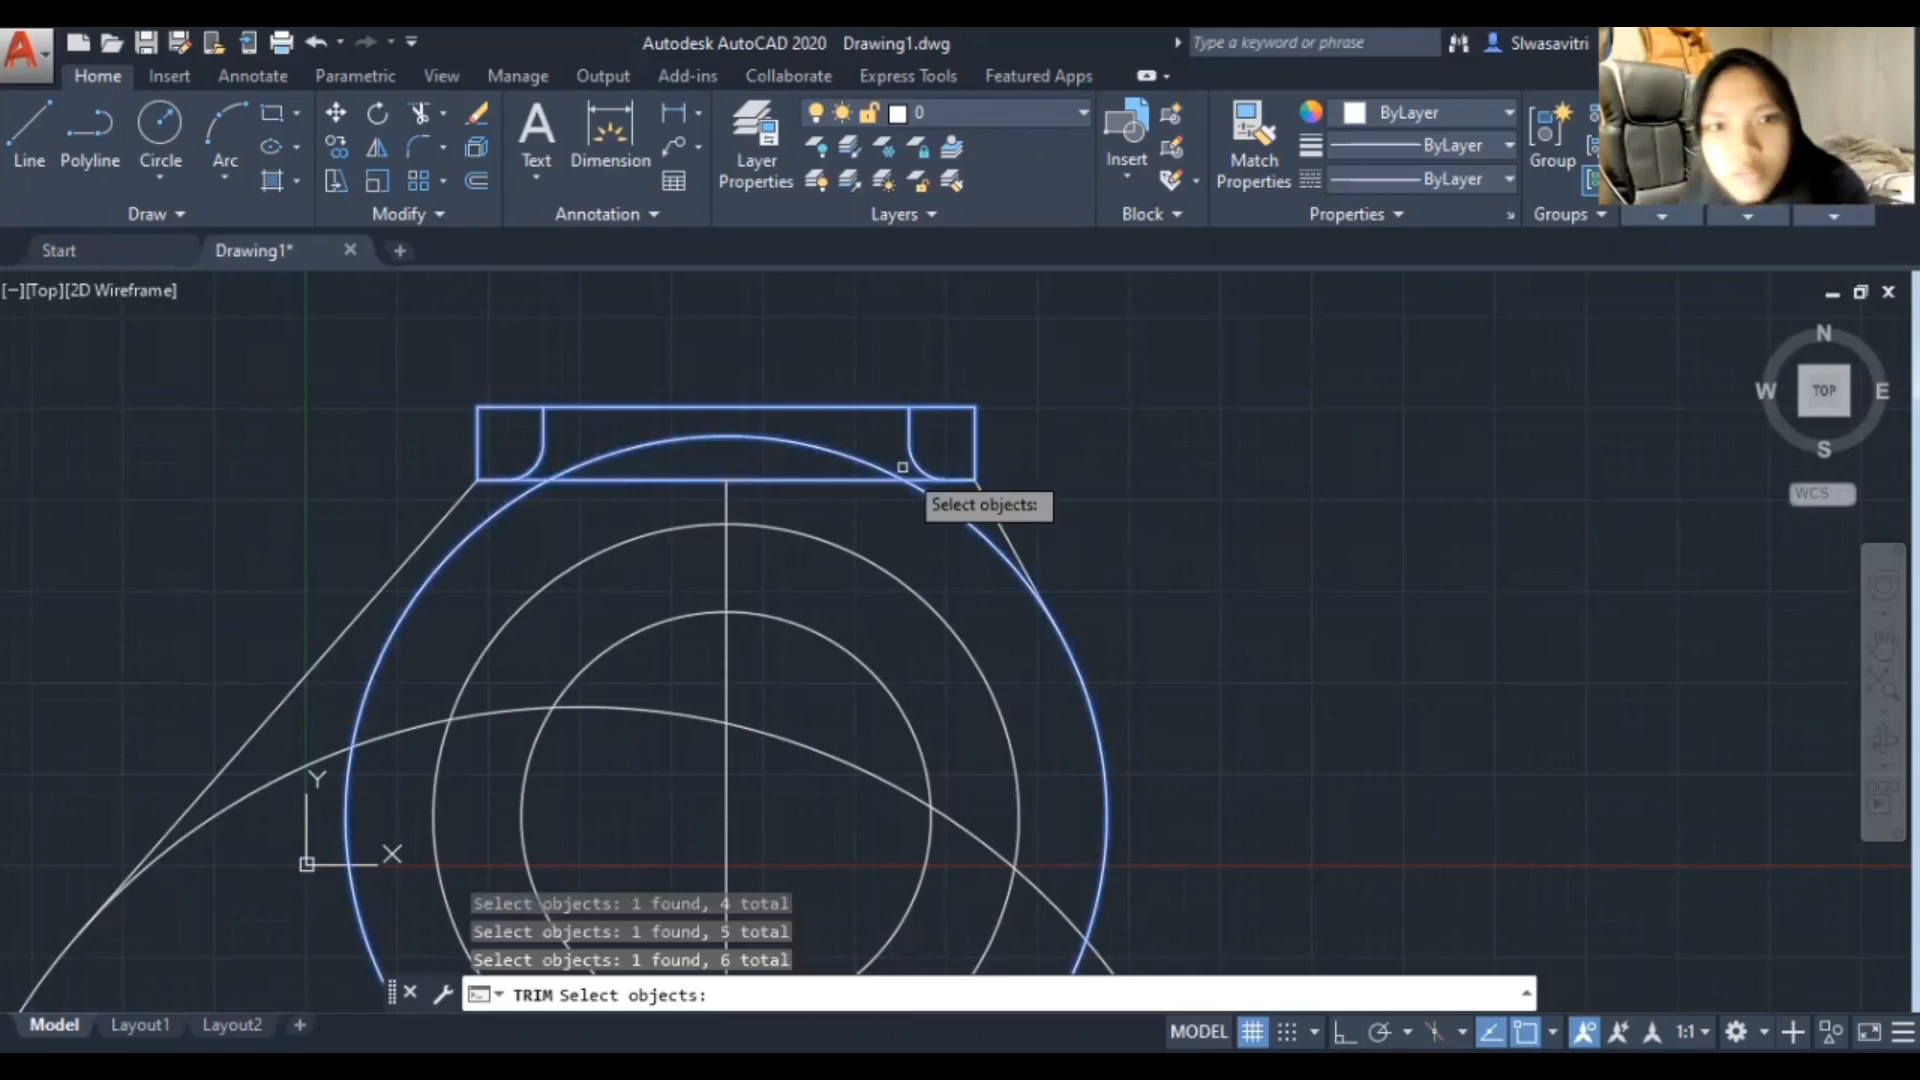 Autodesk AutoCAD 2020 Drawing1.dwg
Type a keyword or phrase
Slwasavitri
Home Insert Annotate Parametric View Manage Output Add-ins Collaborate Express Tools Featured Apps
0
ByLayer
ByLayer
ByLayer
Line Polyline Circle Arc
Text Dimension
Layer Properties
Insert
Match Properties
Group
Draw Modify Annotation Layers Block Properties Groups
Start Drawing1*
[−][Top][2D Wireframe]
N
W TOP E
S
WCS
Select objects:
Y
X
Select objects: 1 found, 4 total
Select objects: 1 found, 5 total
Select objects: 1 found, 6 total
TRIM Select objects:
Model Layout1 Layout2
MODEL 1:1